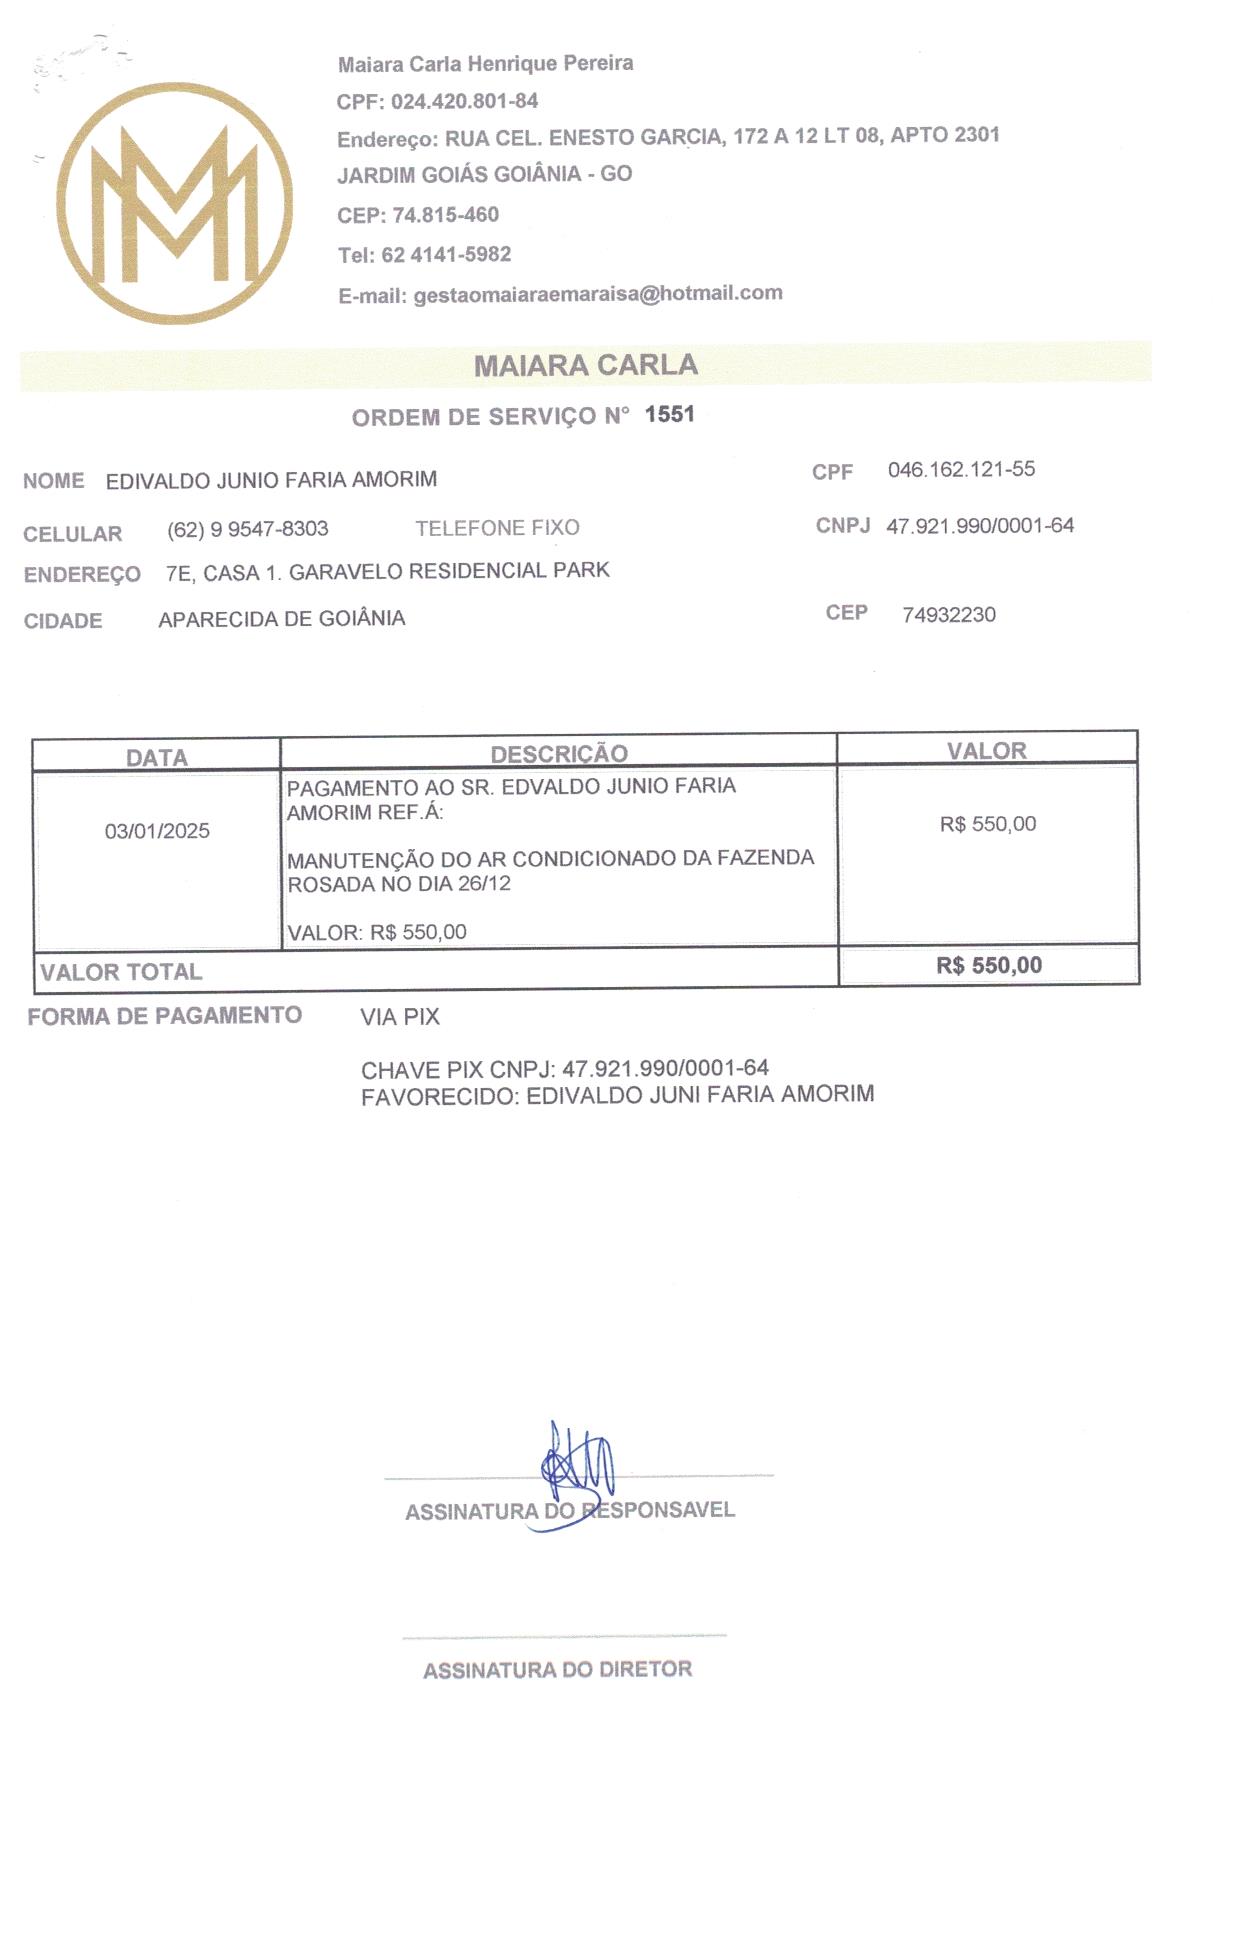 Maiara Carla Henrique Pereira
CPF: 024.420.801-84
Endereço: RUA CEL. ENESTO GARCIA, 172 A 12 LT 08, APTO 2301
JARDIM GOIÁS GOIÂNIA - GO
CEP: 74.815-460
Tel: 62 4141-5982
E-mail: gestaomaiaraemaraisa@hotmail.com
MAIARA CARLA
ORDEM DE SERVIÇO N° 1551
NOME EDIVALDO JUNIO FARIA AMORIM CPF 046.162.121-55
CELULAR (62) 9 9547-8303 TELEFONE FIXO CNPJ 47.921.990/0001-64
ENDEREÇO 7E, CASA 1. GARAVELO RESIDENCIAL PARK
CIDADE APARECIDA DE GOIÂNIA CEP 74932230
DATA DESCRIÇÃO VALOR
PAGAMENTO AO SR. EDVALDO JUNIO FARIA
AMORIM REF.Á:
03/01/2025 R$ 550,00
MANUTENÇÃO DO AR CONDICIONADO DA FAZENDA
ROSADA NO DIA 26/12
VALOR: R$ 550,00
VALOR TOTAL R$ 550,00
FORMA DE PAGAMENTO VIA PIX
CHAVE PIX CNPJ: 47.921.990/0001-64
FAVORECIDO: EDIVALDO JUNI FARIA AMORIM
ASSINATURA DO RESPONSAVEL
ASSINATURA DO DIRETOR